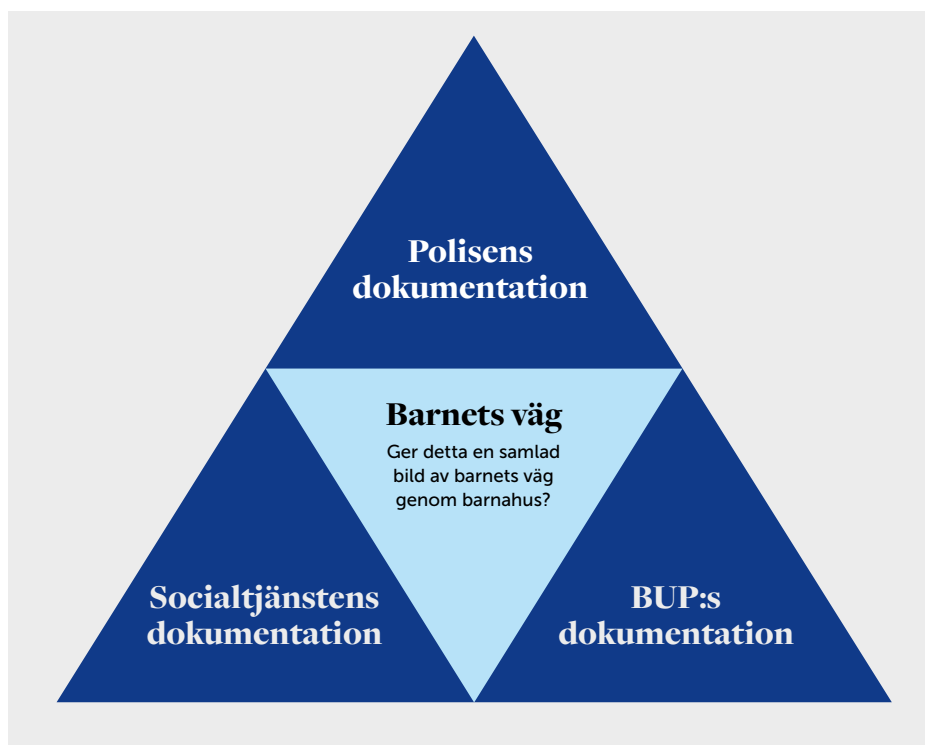 Polisens
dokumentation
Barnets väg
Ger detta en samlad
bild av barnets väg
genom barnahus?
Socialtjänstens
dokumentation
BUP:s
dokumentation